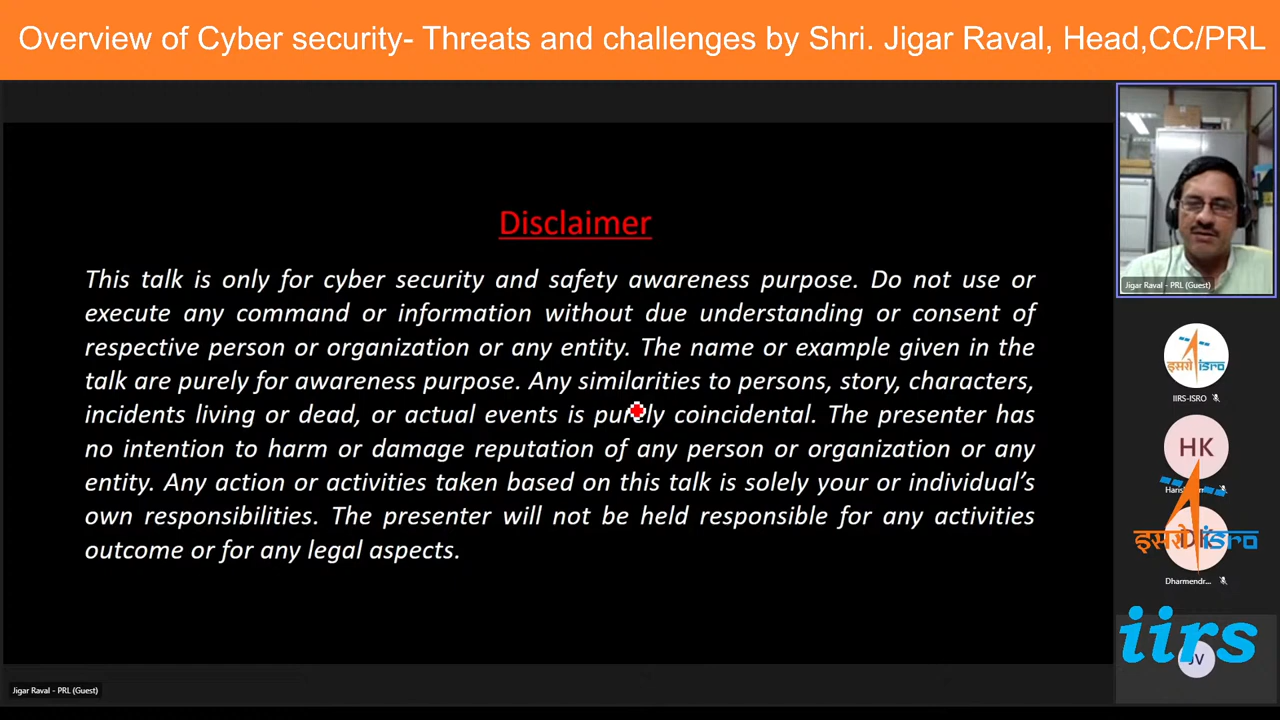 Overview of Cyber security- Threats and challenges by Shri. Jigar Raval, Head,CC/PRL
Disclaimer
This talk is only for cyber security and safety awareness purpose. Do not use or
execute any command or information without due understanding or consent of
respective person or organization or any entity. The name or example given in the
talk are purely for awareness purpose. Any similarities to persons, story, characters,
incidents living or dead, or actual events is purely coincidental. The presenter has
no intention to harm or damage reputation of any person or organization or any
entity. Any action or activities taken based on this talk is solely your or individual’s
own responsibilities. The presenter will not be held responsible for any activities
outcome or for any legal aspects.
Jigar Raval - PRL (Guest)
Jigar Raval - PRL (Guest)
इसरो isro
IIRS-ISRO
HK
इसरो isro
Dharmendr...
iirs